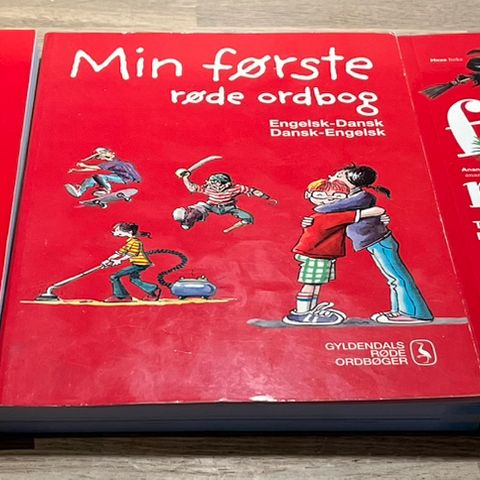 Min første
røde ordbog
Engelsk-Dansk
Dansk-Engelsk
GYLDENDALS
RØDE
ORDBØGER